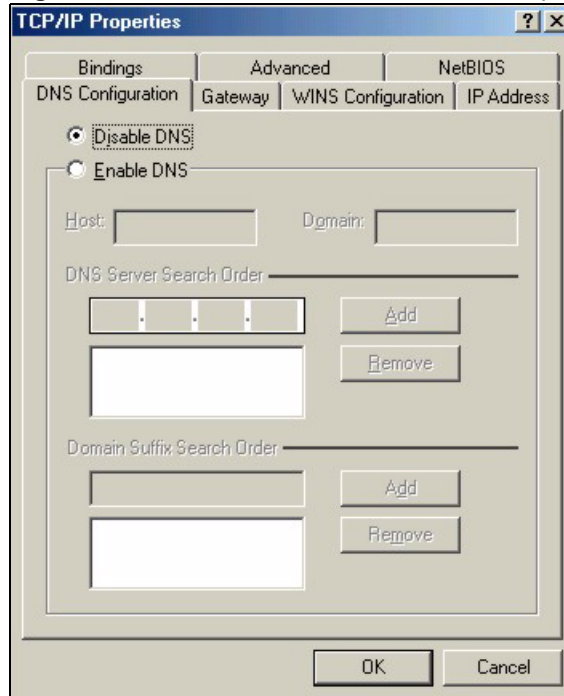 TCP/IP Properties
Bindings Advanced NetBIOS
DNS Configuration Gateway WINS Configuration IP Address
Disable DNS
Enable DNS
Host: Domain:
DNS Server Search Order
. . .
Add
Remove
Domain Suffix Search Order
Add
Remove
OK Cancel